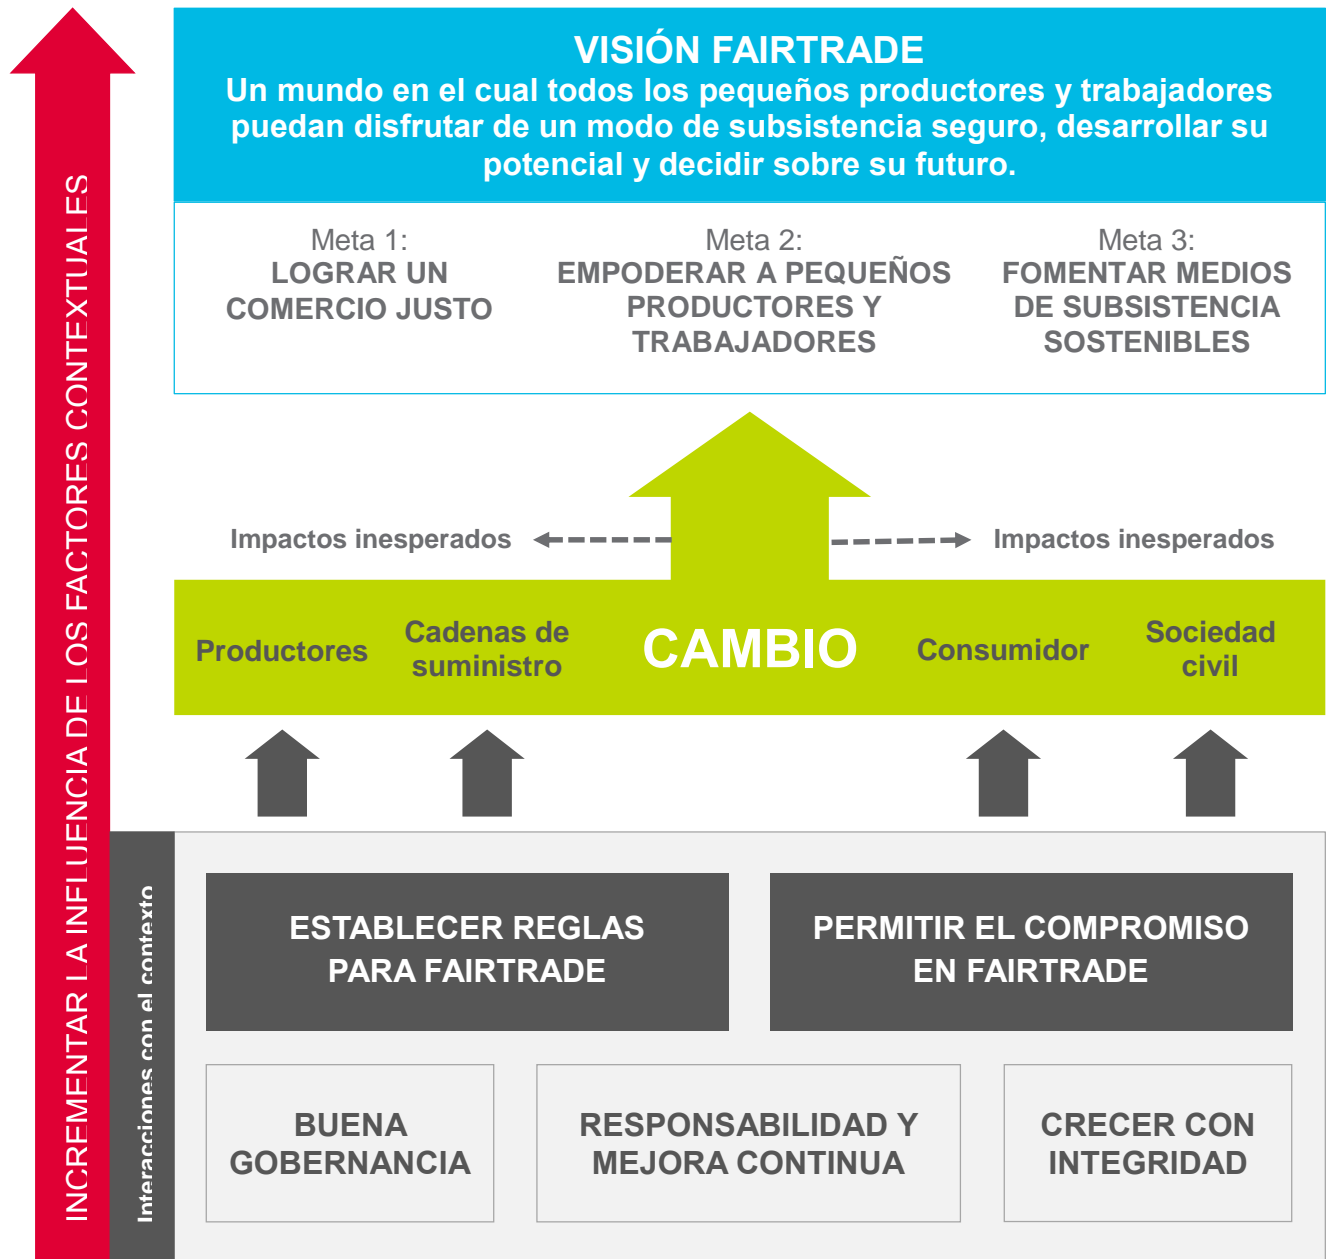 VISIÓN FAIRTRADE
Un mundo en el cual todos los pequeños productores y trabajadores
puedan disfrutar de un modo de subsistencia seguro, desarrollar su
potencial y decidir sobre su futuro.
Meta 1:
LOGRAR UN
COMERCIO JUSTO
Meta 2:
EMPODERAR A PEQUEÑOS
PRODUCTORES Y
TRABAJADORES
Meta 3:
FOMENTAR MEDIOS
DE SUBSISTENCIA
SOSTENIBLES
Impactos inesperados
Impactos inesperados
Productores
Cadenas de
suministro
CAMBIO
Consumidor
Sociedad
civil
ESTABLECER REGLAS
PARA FAIRTRADE
PERMITIR EL COMPROMISO
EN FAIRTRADE
BUENA
GOBERNANCIA
RESPONSABILIDAD Y
MEJORA CONTINUA
CRECER CON
INTEGRIDAD
INCREMENTAR LA INFLUENCIA DE LOS FACTORES CONTEXTUALES
Interacciones con el contexto